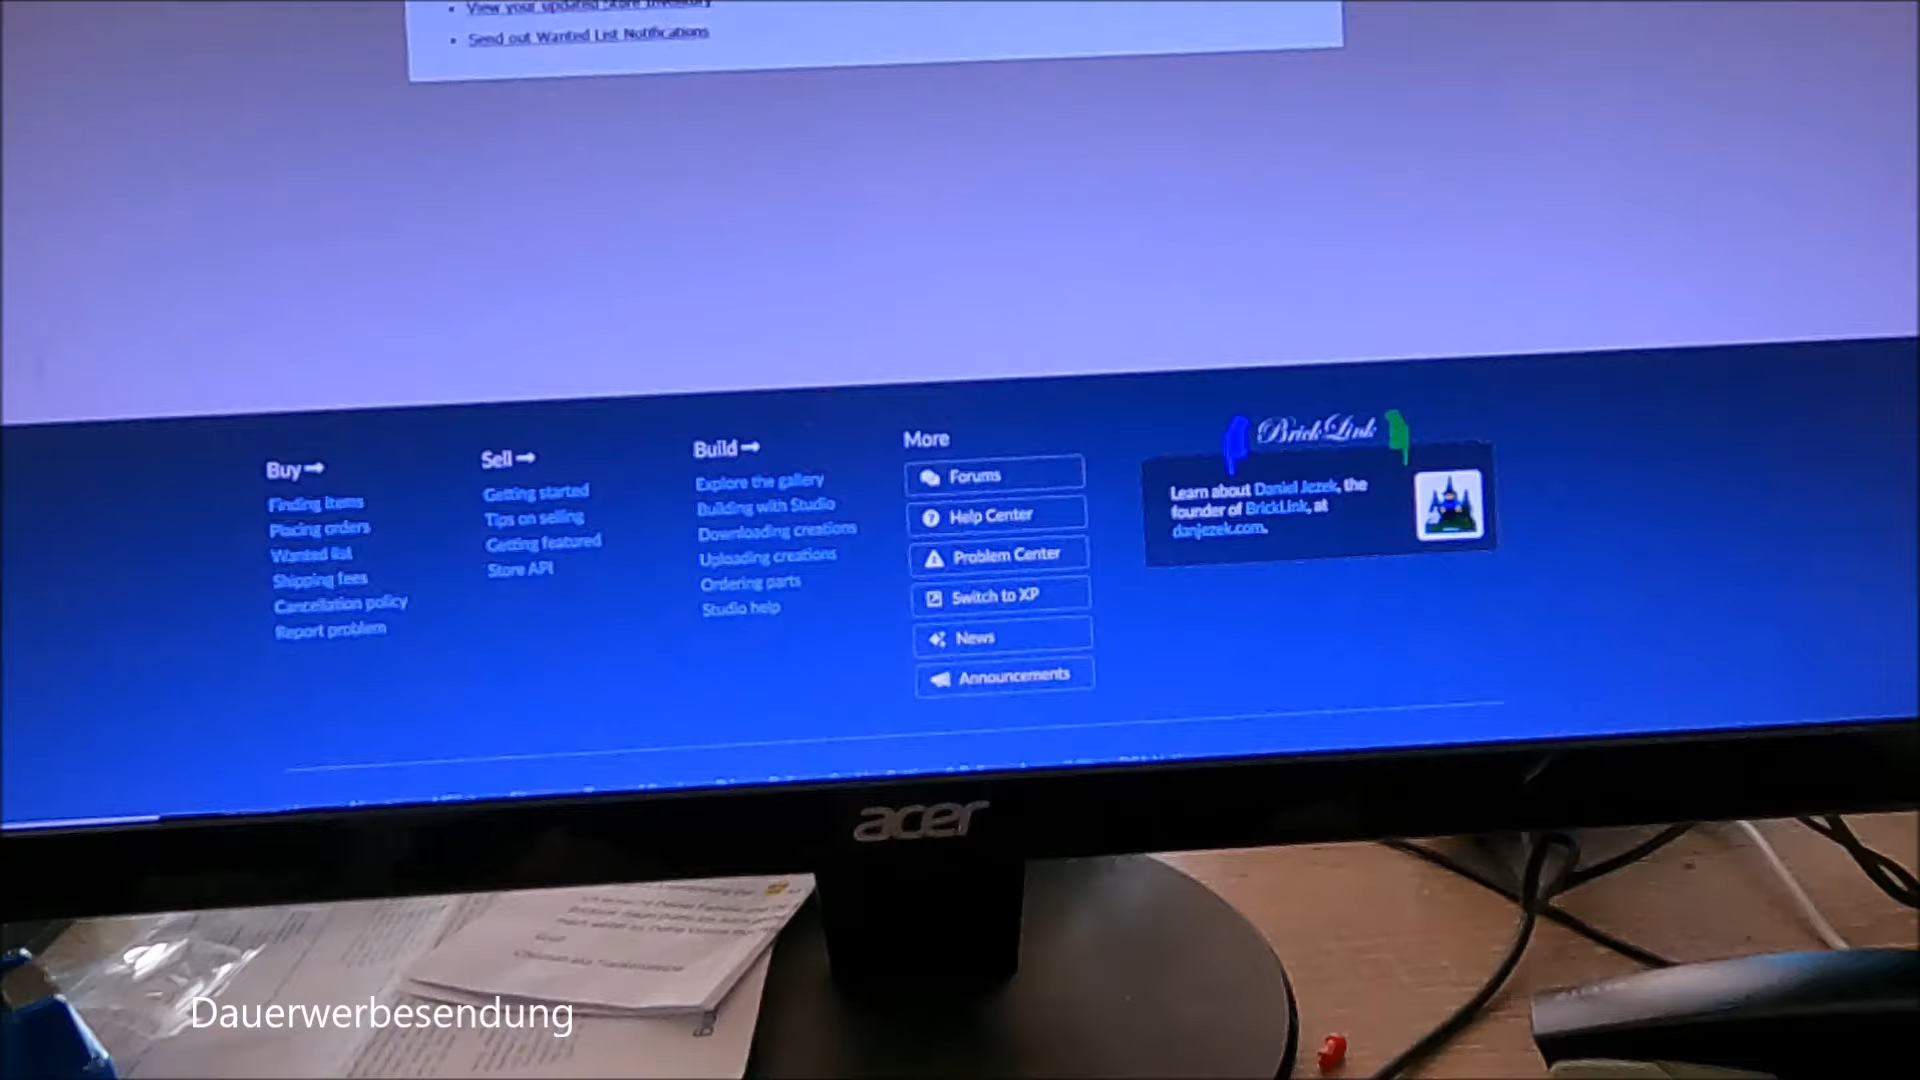 View your updated Store Inventory
Send out Wanted List Notifications
Buy
Finding items
Placing orders
Wanted list
Shipping fees
Cancellation policy
Report problem
Sell
Getting started
Tips on selling
Getting featured
Store API
Build
Explore the gallery
Building with Studio
Downloading creations
Uploading creations
Ordering parts
Studio help
More
Forums
Help Center
Problem Center
Switch to XP
News
Announcements
BrickLink
Learn about Daniel Jezek, the
founder of BrickLink, at
danjezek.com.
acer
Dauerwerbesendung